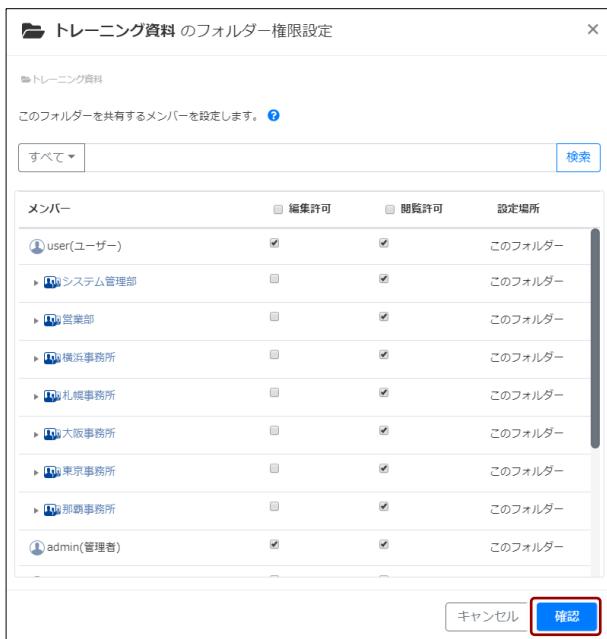 トレーニング資料 のフォルダー権限設定 ×
トレーニング資料
このフォルダーを共有するメンバーを設定します。
すべて 検索
メンバー 編集許可 閲覧許可 設定場所
user(ユーザー) このフォルダー
システム管理部 このフォルダー
営業部 このフォルダー
横浜事務所 このフォルダー
札幌事務所 このフォルダー
大阪事務所 このフォルダー
東京事務所 このフォルダー
那覇事務所 このフォルダー
admin(管理者) このフォルダー
キャンセル 確認